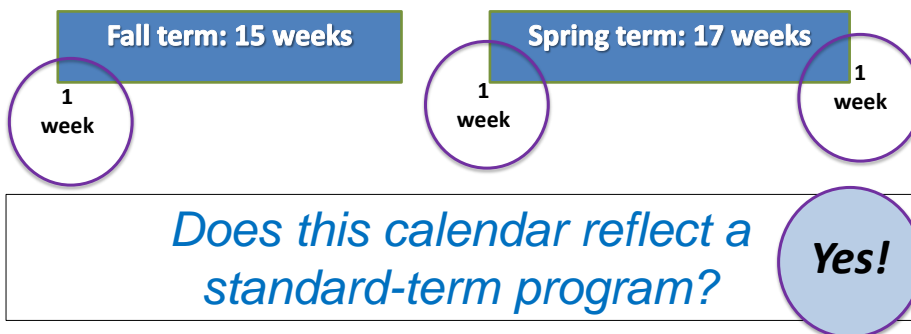 Fall term: 15 weeks
Spring term: 17 weeks
1
week
1
week
1
week
Does this calendar reflect a
standard-term program?
Yes!